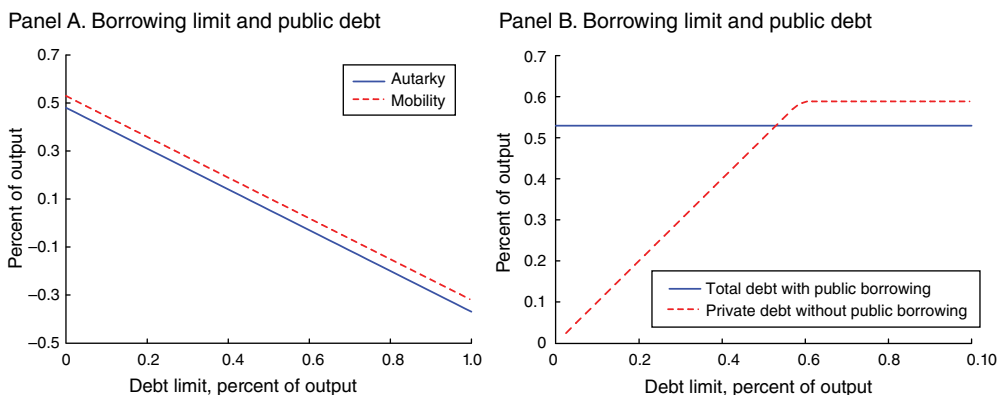 Panel A. Borrowing limit and public debt
0.7
0.5
0.3
0.1
−0.1
−0.3
−0.5
Percent of output
Autarky
Mobility
0
0.2
0.4
0.6
0.8
1.0
Debt limit, percent of output
Panel B. Borrowing limit and public debt
0.7
0.6
0.5
0.4
0.3
0.2
0.1
0
Percent of output
Total debt with public borrowing
Private debt without public borrowing
0
0.2
0.4
0.6
0.8
0.10
Debt limit, percent of output